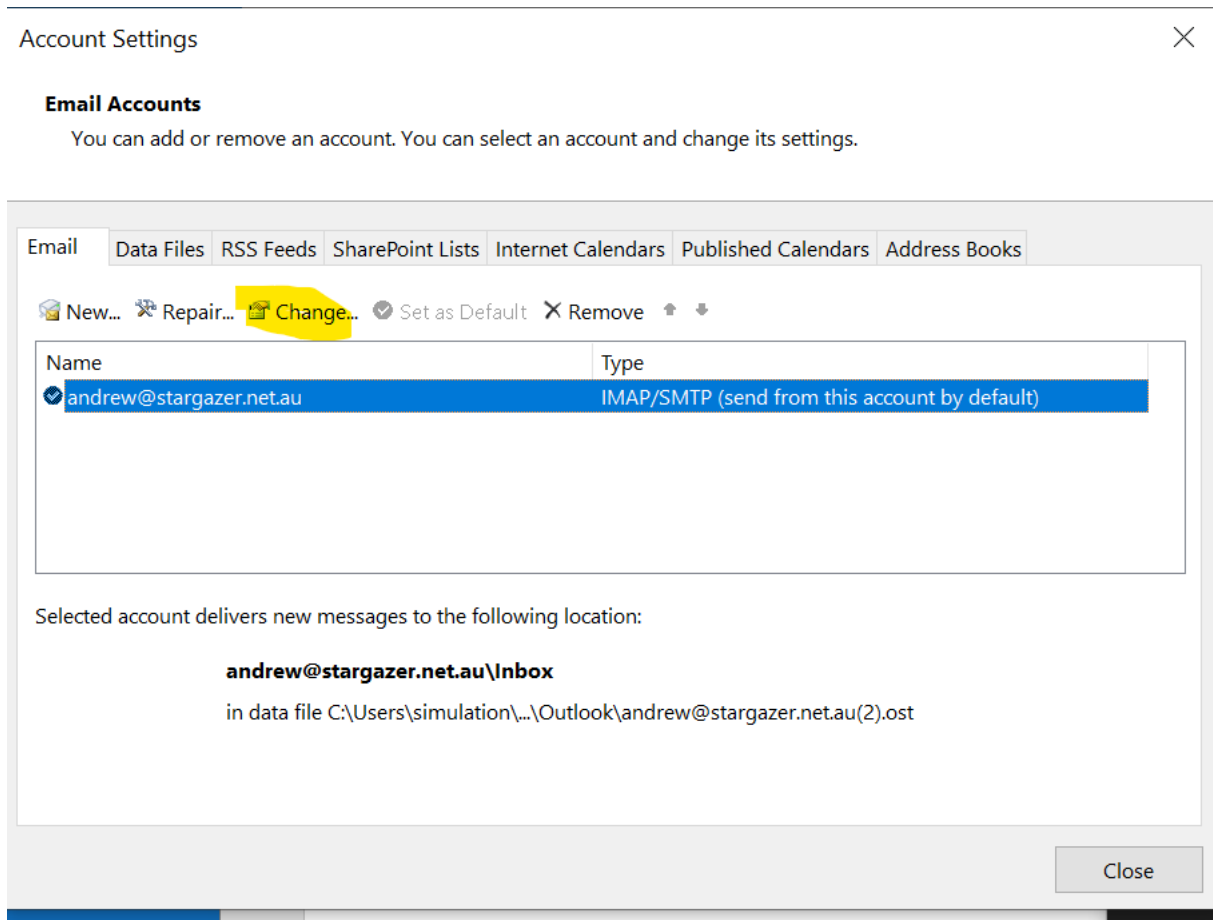 Account Settings
Email Accounts
You can add or remove an account. You can select an account and change its settings.
Email Data Files RSS Feeds SharePoint Lists Internet Calendars Published Calendars Address Books
New... Repair... Change... Set as Default Remove
Name Type
andrew@stargazer.net.au IMAP/SMTP (send from this account by default)
Selected account delivers new messages to the following location:
andrew@stargazer.net.au\Inbox
in data file C:\Users\simulation\...\Outlook\andrew@stargazer.net.au(2).ost
Close